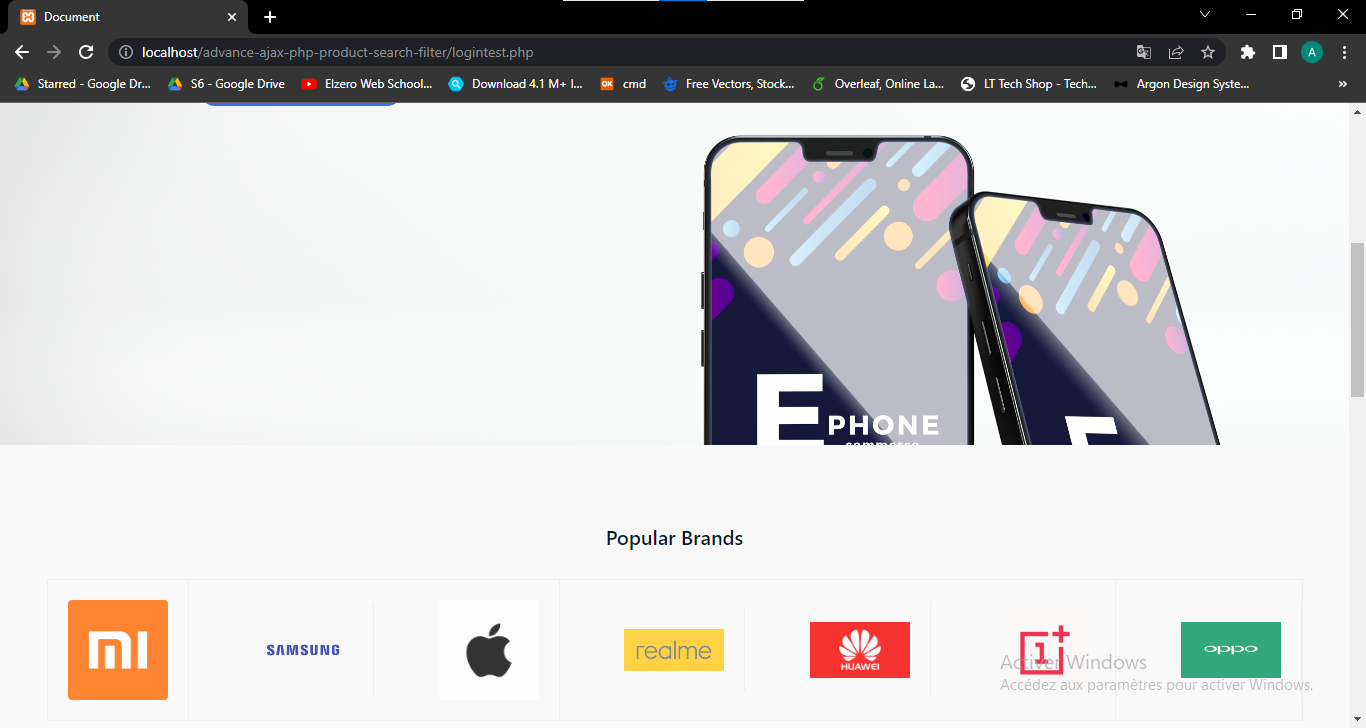 Document
localhost/advance-ajax-php-product-search-filter/logintest.php
A
Starred - Google Dr...
S6 - Google Drive
Elzero Web School...
Download 4.1 M+ I...
cmd
Free Vectors, Stock...
Overleaf, Online La...
LT Tech Shop - Tech...
Argon Design Syste...
»
E PHONE
commerce
E
Popular Brands
MI
SAMSUNG
realme
HUAWEI
1+
oppo
Activer Windows
Accédez aux paramètres pour activer Windows.